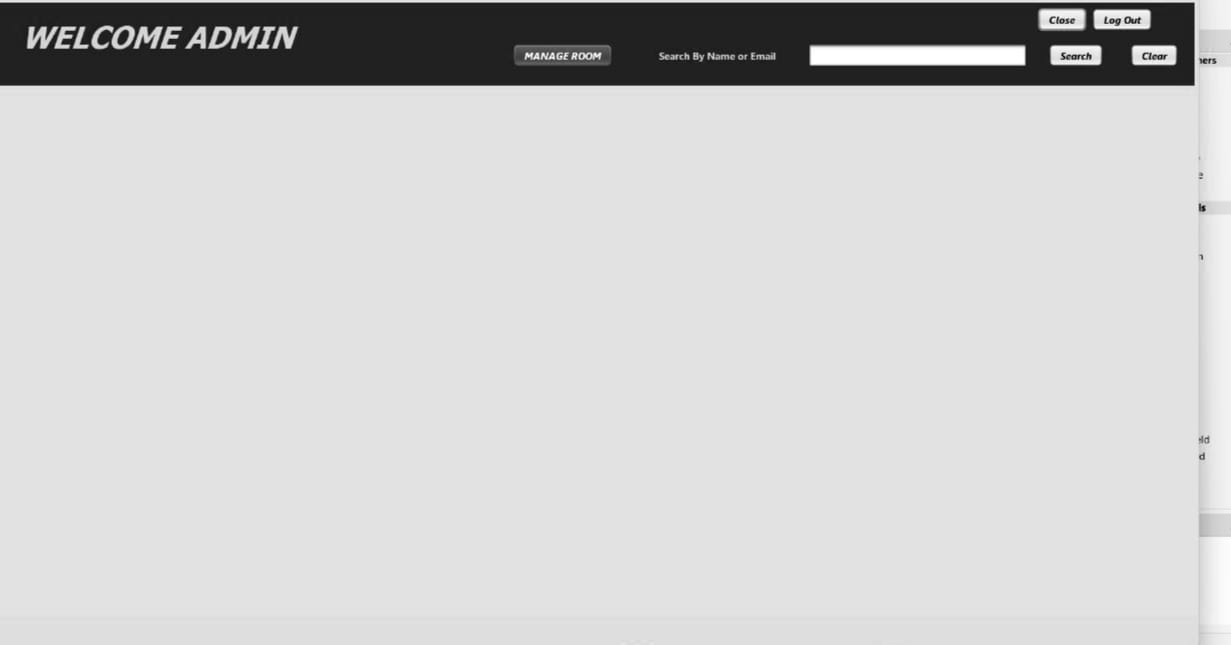 WELCOME ADMIN
Close
Log Out
MANAGE ROOM
Search By Name or Email
Search
Clear
ners
e
ls
n
eld
d